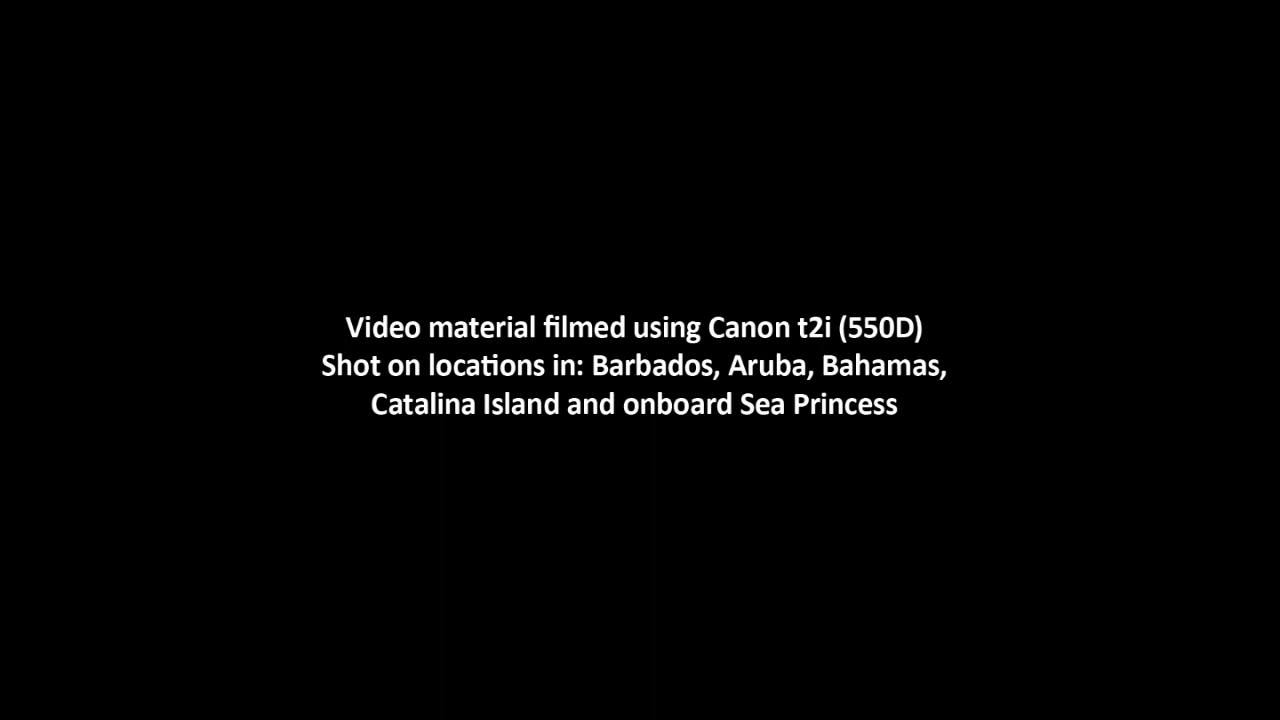 Video material filmed using Canon t2i (550D)
Shot on locations in: Barbados, Aruba, Bahamas,
Catalina Island and onboard Sea Princess